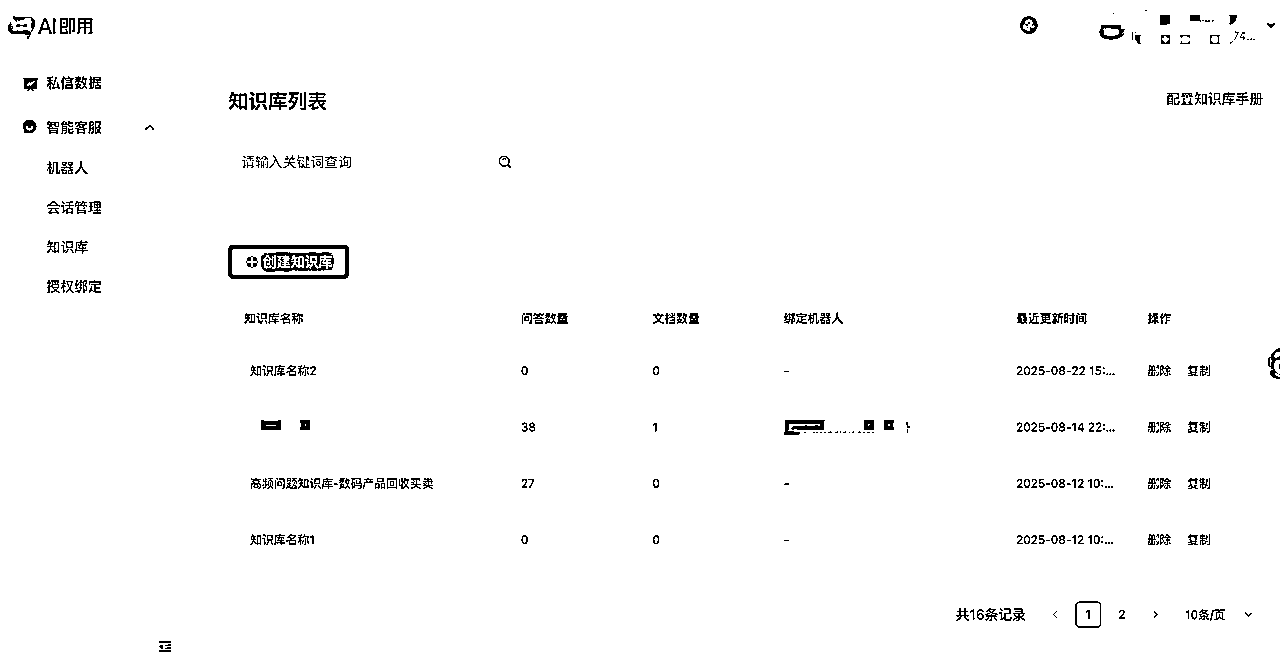 AI即用
74...
私信数据
智能客服
机器人
会话管理
知识库
授权绑定
知识库列表
配置知识库手册
请输入关键词查询
创建知识库
知识库名称 问答数量 文档数量 绑定机器人 最近更新时间 操作
知识库名称2 0 0 - 2025-08-22 15:... 删除 复制
38 1 2025-08-14 22:... 删除 复制
高频问题知识库-数码产品回收买卖 27 0 - 2025-08-12 10:... 删除 复制
知识库名称1 0 0 - 2025-08-12 10:... 删除 复制
共16条记录 < 1 2 > 10条/页